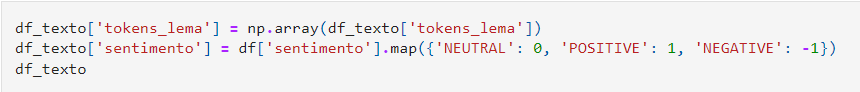 df_texto['tokens_lema'] = np.array(df_texto['tokens_lema'])
df_texto['sentimento'] = df['sentimento'].map({'NEUTRAL': 0, 'POSITIVE': 1, 'NEGATIVE': -1})
df_texto